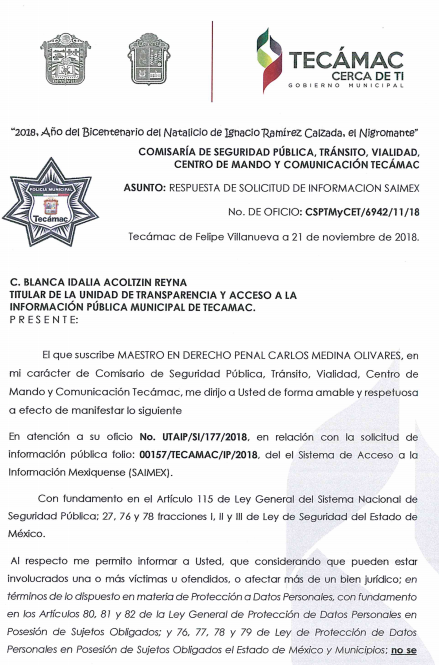 TECÁMAC
CERCA DE TI
GOBIERNO MUNICIPAL
"2018, Año del Bicentenario del Natalicio de Ignacio Ramírez Calzada, el Nigromante"
COMISARÍA DE SEGURIDAD PÚBLICA, TRÁNSITO, VIALIDAD,
CENTRO DE MANDO Y COMUNICACIÓN TECÁMAC
POLICIA MUNICIPAL
Tecámac
ASUNTO: RESPUESTA DE SOLICITUD DE INFORMACION SAIMEX
No. DE OFICIO: CSPTMyCET/6942/11/18
Tecámac de Felipe Villanueva a 21 de noviembre de 2018.
C. BLANCA IDALIA ACOLTZIN REYNA
TITULAR DE LA UNIDAD DE TRANSPARENCIA Y ACCESO A LA
INFORMACIÓN PÚBLICA MUNICIPAL DE TECAMAC.
P R E S E N T E:
El que suscribe MAESTRO EN DERECHO PENAL CARLOS MEDINA OLIVARES, en
mi carácter de Comisario de Seguridad Pública, Tránsito, Vialidad, Centro de
Mando y Comunicación Tecámac, me dirijo a Usted de forma amable y respetuosa
a efecto de manifestar lo siguiente
En atención a su oficio No. UTAIP/SI/177/2018, en relación con la solicitud de
información pública folio: 00157/TECAMAC/IP/2018, del el Sistema de Acceso a la
Información Mexiquense (SAIMEX).
Con fundamento en el Artículo 115 de Ley General del Sistema Nacional de
Seguridad Pública; 27, 76 y 78 fracciones I, II y III de Ley de Seguridad del Estado de
México.
Al respecto me permito informar a Usted, que considerando que pueden estar
involucrados una o más víctimas u ofendidos, o afectar más de un bien jurídico; en
términos de lo dispuesto en materia de Protección a Datos Personales, con fundamento
en los Artículos 80, 81 y 82 de la Ley General de Protección de Datos Personales en
Posesión de Sujetos Obligados; y 76, 77, 78 y 79 de Ley de Protección de Datos
Personales en Posesión de Sujetos Obligados el Estado de México y Municipios: no se